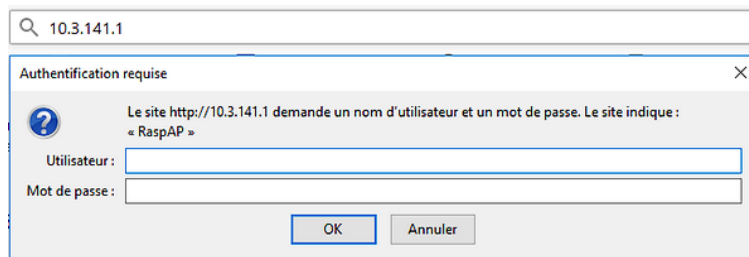 10.3.141.1
Authentification requise
Le site http://10.3.141.1 demande un nom d'utilisateur et un mot de passe. Le site indique :
« RaspAP »
Utilisateur :
Mot de passe :
OK Annuler